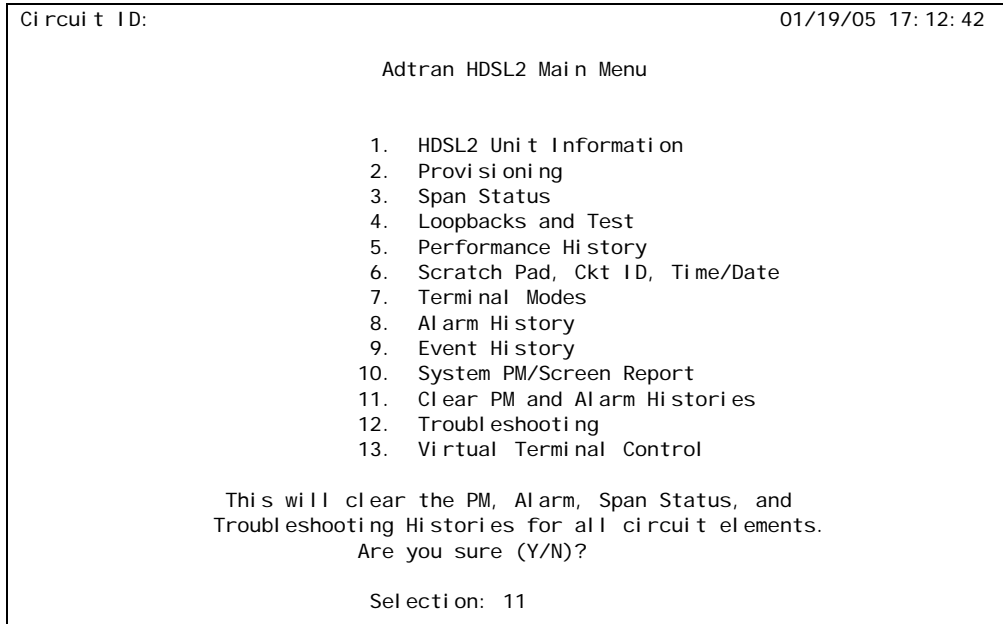 Circuit ID: 01/19/05 17:12:42
Adtran HDSL2 Main Menu
1. HDSL2 Unit Information
2. Provisioning
3. Span Status
4. Loopbacks and Test
5. Performance History
6. Scratch Pad, Ckt ID, Time/Date
7. Terminal Modes
8. Alarm History
9. Event History
10. System PM/Screen Report
11. Clear PM and Alarm Histories
12. Troubleshooting
13. Virtual Terminal Control
This will clear the PM, Alarm, Span Status, and
Troubleshooting Histories for all circuit elements.
Are you sure (Y/N)?
Selection: 11